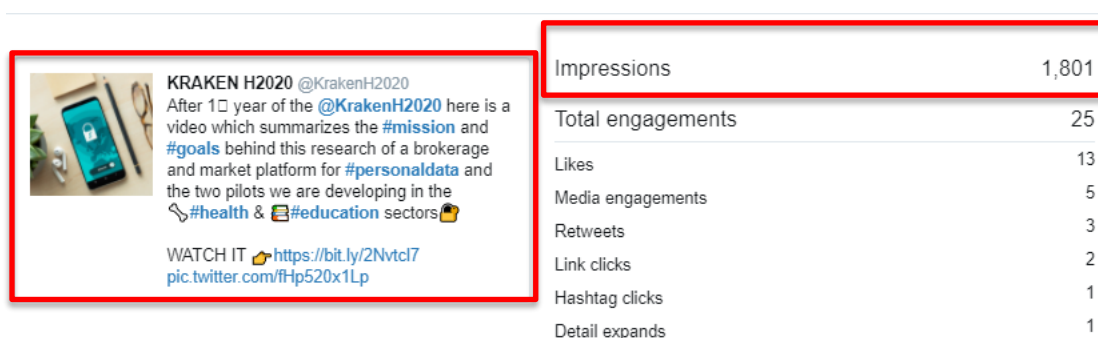 KRAKEN H2020 @KrakenH2020
After 1□ year of the @KrakenH2020 here is a
video which summarizes the #mission and
#goals behind this research of a brokerage
and market platform for #personaldata and
the two pilots we are developing in the
🦴#health & 📚#education sectors🔐
WATCH IT 👉https://bit.ly/2Nvtcl7
pic.twitter.com/fHp520x1Lp
Impressions 1,801
Total engagements 25
Likes 13
Media engagements 5
Retweets 3
Link clicks 2
Hashtag clicks 1
Detail expands 1